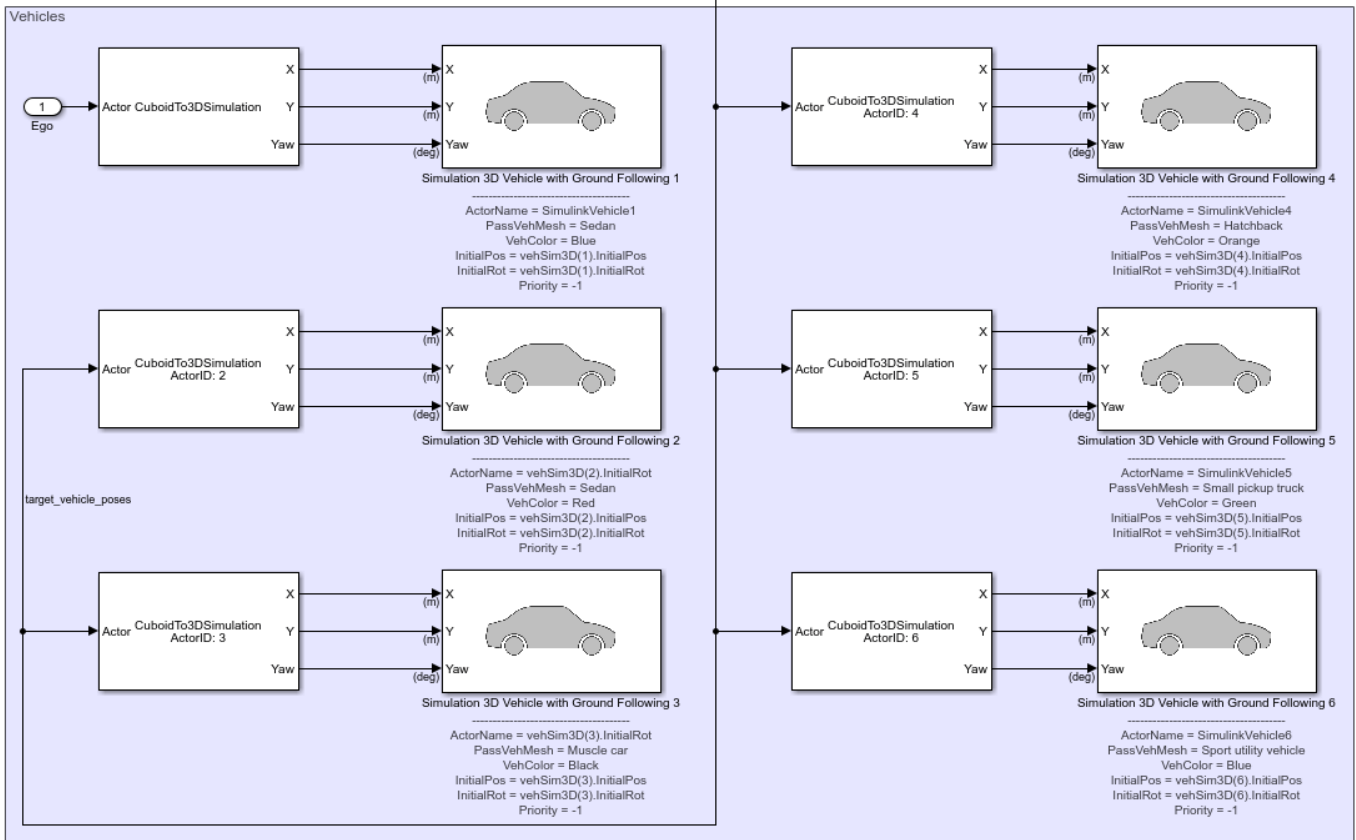 Vehicles
1
Ego
Actor CuboidTo3DSimulation
X
Y
Yaw
(m)
(m)
(deg)
X
Y
Yaw
Simulation 3D Vehicle with Ground Following 1
----------------------------------------
ActorName = SimulinkVehicle1
PassVehMesh = Sedan
VehColor = Blue
InitialPos = vehSim3D(1).InitialPos
InitialRot = vehSim3D(1).InitialRot
Priority = -1
Actor CuboidTo3DSimulation
ActorID: 2
X
Y
Yaw
(m)
(m)
(deg)
X
Y
Yaw
Simulation 3D Vehicle with Ground Following 2
----------------------------------------
ActorName = vehSim3D(2).InitialRot
PassVehMesh = Sedan
VehColor = Red
InitialPos = vehSim3D(2).InitialPos
InitialRot = vehSim3D(2).InitialRot
Priority = -1
target_vehicle_poses
Actor CuboidTo3DSimulation
ActorID: 3
X
Y
Yaw
(m)
(m)
(deg)
X
Y
Yaw
Simulation 3D Vehicle with Ground Following 3
----------------------------------------
ActorName = vehSim3D(3).InitialRot
PassVehMesh = Muscle car
VehColor = Black
InitialPos = vehSim3D(3).InitialPos
InitialRot = vehSim3D(3).InitialRot
Priority = -1
Actor CuboidTo3DSimulation
ActorID: 4
X
Y
Yaw
(m)
(m)
(deg)
X
Y
Yaw
Simulation 3D Vehicle with Ground Following 4
----------------------------------------
ActorName = SimulinkVehicle4
PassVehMesh = Hatchback
VehColor = Orange
InitialPos = vehSim3D(4).InitialPos
InitialRot = vehSim3D(4).InitialRot
Priority = -1
Actor CuboidTo3DSimulation
ActorID: 5
X
Y
Yaw
(m)
(m)
(deg)
X
Y
Yaw
Simulation 3D Vehicle with Ground Following 5
----------------------------------------
ActorName = SimulinkVehicle5
PassVehMesh = Small pickup truck
VehColor = Green
InitialPos = vehSim3D(5).InitialPos
InitialRot = vehSim3D(5).InitialRot
Priority = -1
Actor CuboidTo3DSimulation
ActorID: 6
X
Y
Yaw
(m)
(m)
(deg)
X
Y
Yaw
Simulation 3D Vehicle with Ground Following 6
----------------------------------------
ActorName = SimulinkVehicle6
PassVehMesh = Sport utility vehicle
VehColor = Blue
InitialPos = vehSim3D(6).InitialPos
InitialRot = vehSim3D(6).InitialRot
Priority = -1